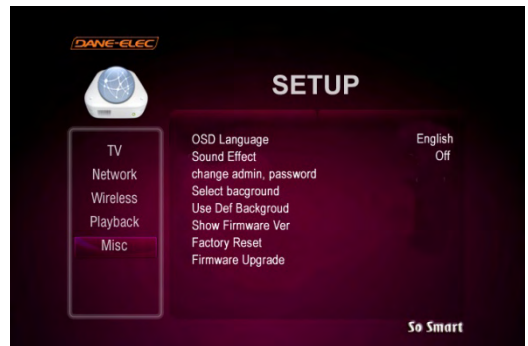 DANE-ELEC
SETUP
TV
Network
Wireless
Playback
Misc
OSD Language English
Sound Effect Off
change admin, password
Select bacground
Use Def Backgroud
Show Firmware Ver
Factory Reset
Firmware Upgrade
So Smart